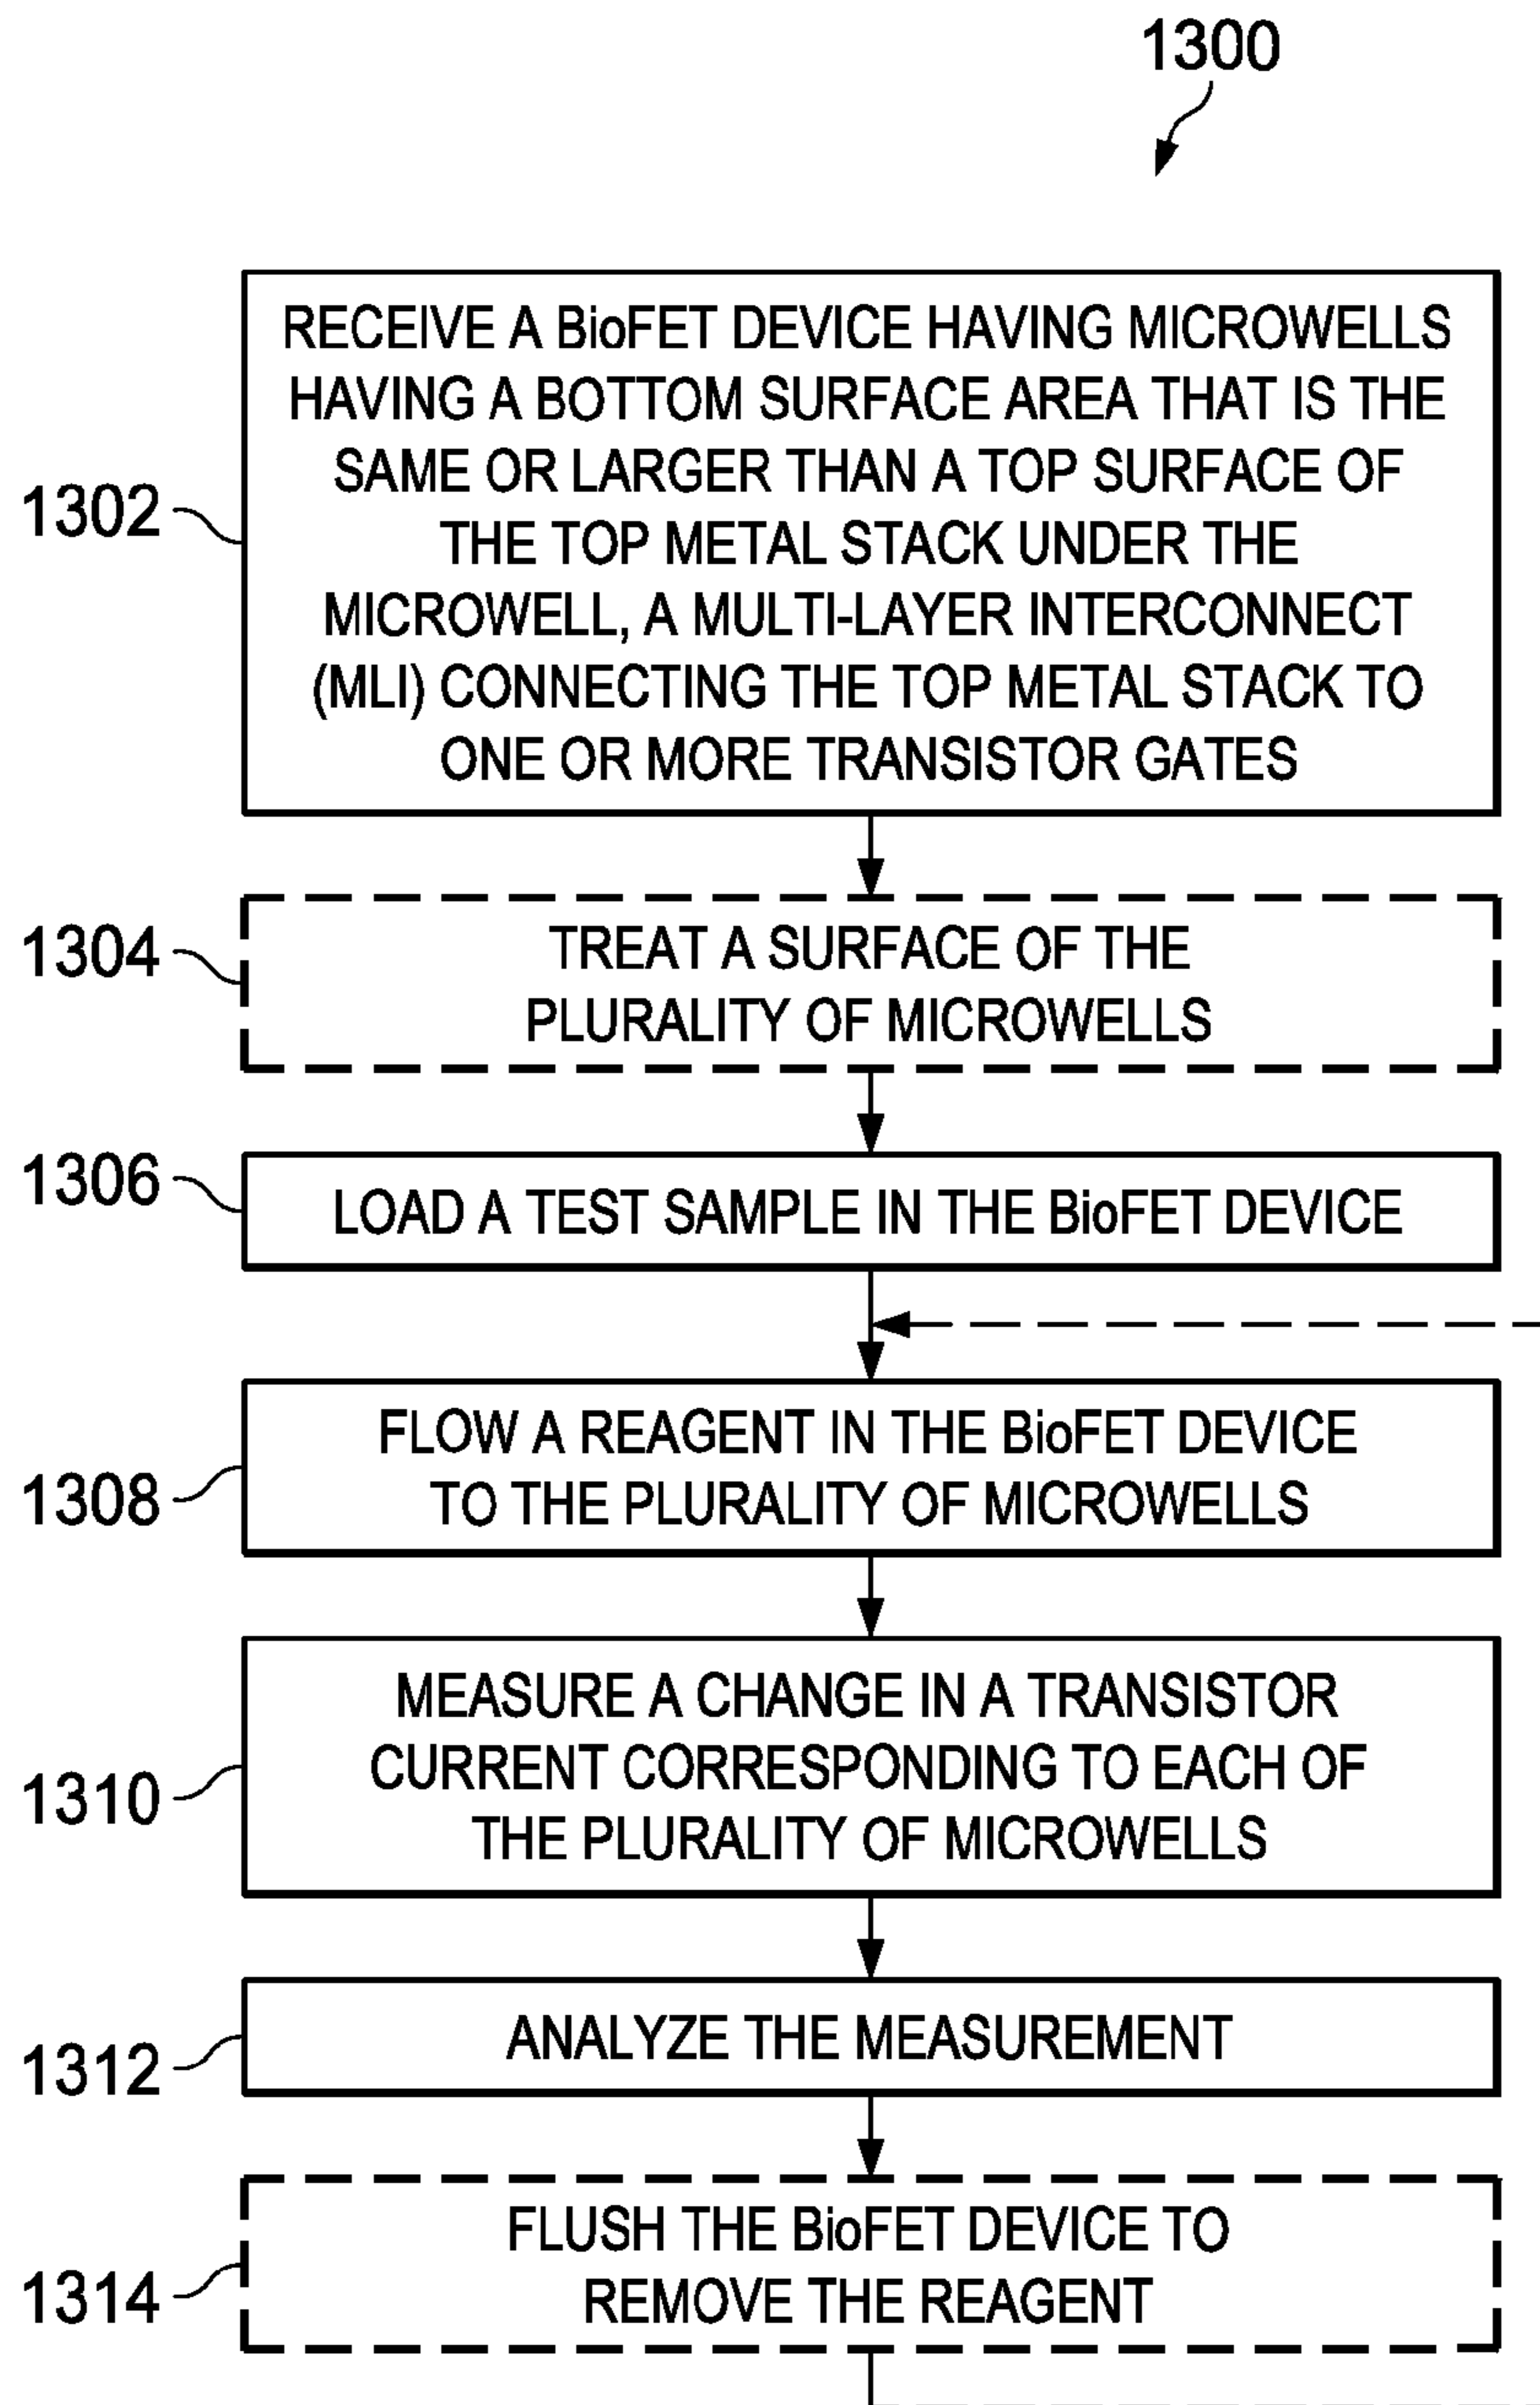 1300
1302
RECEIVE A BioFET DEVICE HAVING MICROWELLS
HAVING A BOTTOM SURFACE AREA THAT IS THE
SAME OR LARGER THAN A TOP SURFACE OF
THE TOP METAL STACK UNDER THE
MICROWELL, A MULTI-LAYER INTERCONNECT
(MLI) CONNECTING THE TOP METAL STACK TO
ONE OR MORE TRANSISTOR GATES
1304
TREAT A SURFACE OF THE
PLURALITY OF MICROWELLS
1306
LOAD A TEST SAMPLE IN THE BioFET DEVICE
1308
FLOW A REAGENT IN THE BioFET DEVICE
TO THE PLURALITY OF MICROWELLS
1310
MEASURE A CHANGE IN A TRANSISTOR
CURRENT CORRESPONDING TO EACH OF
THE PLURALITY OF MICROWELLS
1312
ANALYZE THE MEASUREMENT
1314
FLUSH THE BioFET DEVICE TO
REMOVE THE REAGENT